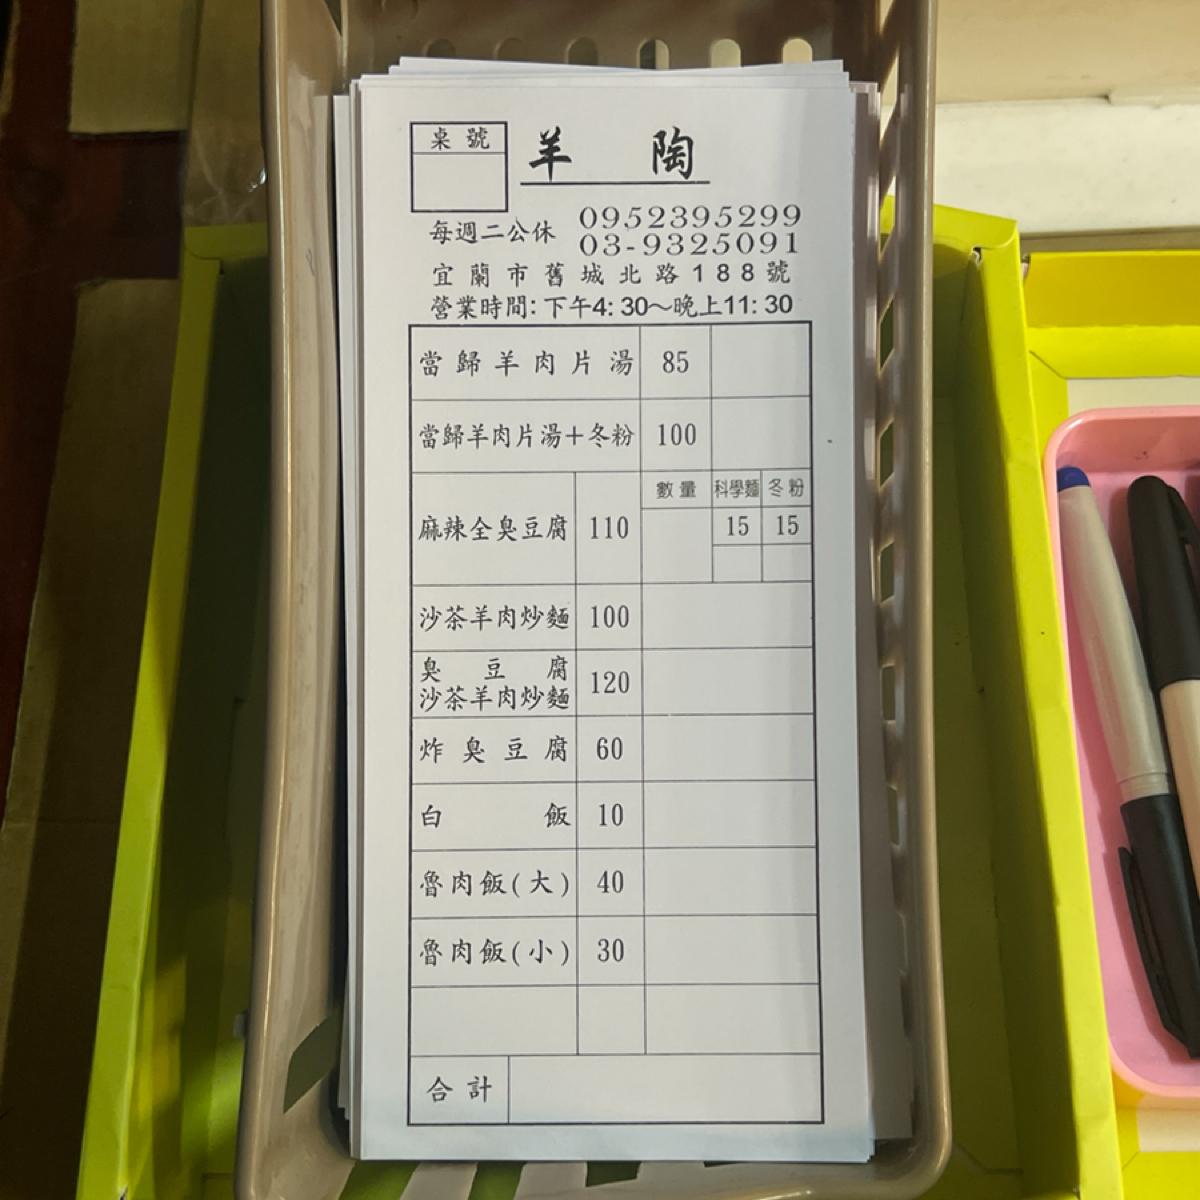 桌號
羊 陶
每週二公休
0952395299
03-9325091
宜蘭市舊城北路188號
營業時間:下午4:30～晚上11:30
當歸羊肉片湯 85
當歸羊肉片湯＋冬粉 100
數量 科學麵 冬粉
麻辣全臭豆腐 110 15 15
沙茶羊肉炒麵 100
臭豆腐
沙茶羊肉炒麵 120
炸臭豆腐 60
白飯 10
魯肉飯(大) 40
魯肉飯(小) 30
合計